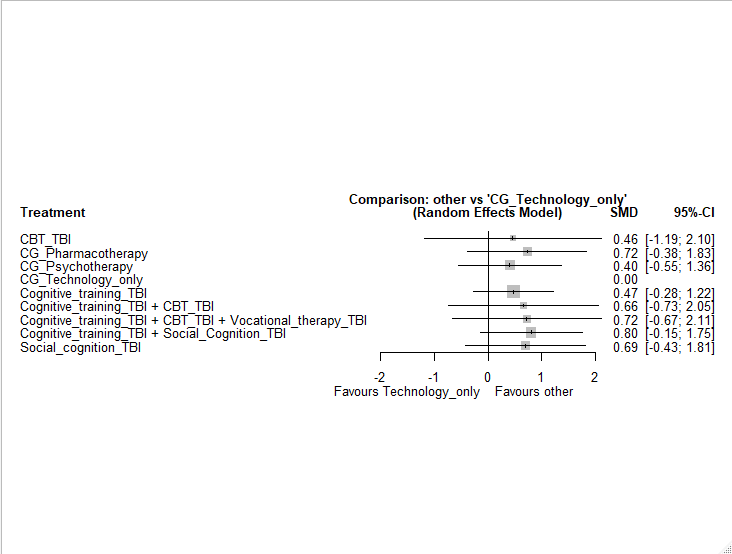 Comparison: other vs 'CG_Technology_only'
Treatment (Random Effects Model) SMD 95%-CI
CBT_TBI 0.46 [-1.19; 2.10]
CG_Pharmacotherapy 0.72 [-0.38; 1.83]
CG_Psychotherapy 0.40 [-0.55; 1.36]
CG_Technology_only 0.00
Cognitive_training_TBI 0.47 [-0.28; 1.22]
Cognitive_training_TBI + CBT_TBI 0.66 [-0.73; 2.05]
Cognitive_training_TBI + CBT_TBI + Vocational_therapy_TBI 0.72 [-0.67; 2.11]
Cognitive_training_TBI + Social_Cognition_TBI 0.80 [-0.15; 1.75]
Social_cognition_TBI 0.69 [-0.43; 1.81]
-2 -1 0 1 2
Favours Technology_only Favours other